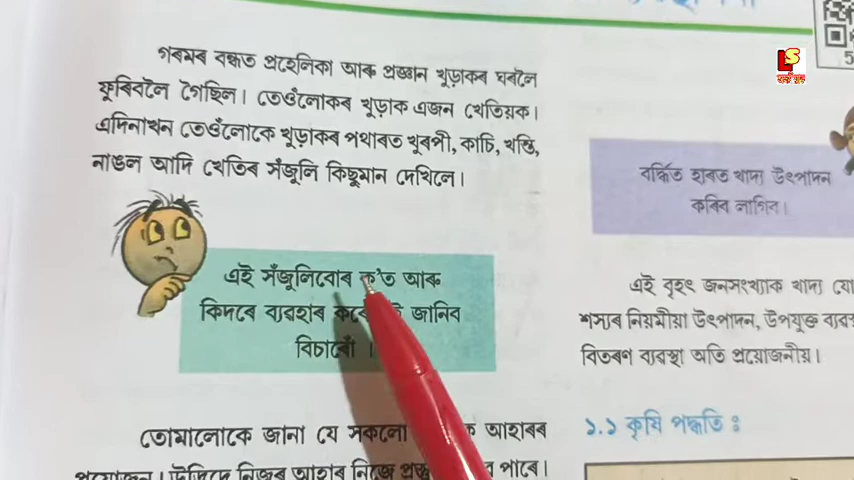 গৰমৰ বন্ধত প্ৰহেলিকা আৰু প্ৰজ্ঞান খুড়াকৰ ঘৰলৈ
ফুৰিবলৈ গৈছিল। তেওঁলোকৰ খুড়াক এজন খেতিয়ক।
এদিনাখন তেওঁলোকে খুড়াকৰ পথাৰত খুৰপী, কাচি, খন্তি,
নাঙল আদি খেতিৰ সঁজুলি কিছুমান দেখিলে।
এই সঁজুলিবোৰ ক'ত আৰু
কিদৰে ব্যৱহাৰ জানিব
বিচাৰোঁ।
তোমালোকে জানা যে সকলো আহাৰৰ
প্ৰয়োজন। উদ্ভিদে নিজৰ আহাৰ নিজে পাৰে।
বৰ্দ্ধিত হাৰত খাদ্য উৎপাদন
কৰিব লাগিব।
এই বৃহৎ জনসংখ্যাক খাদ্য
শস্যৰ নিয়মীয়া উৎপাদন, উপযুক্ত
বিতৰণ ব্যৱস্থা অতি প্ৰয়োজনীয়।
১.১ কৃষি পদ্ধতি :
LS